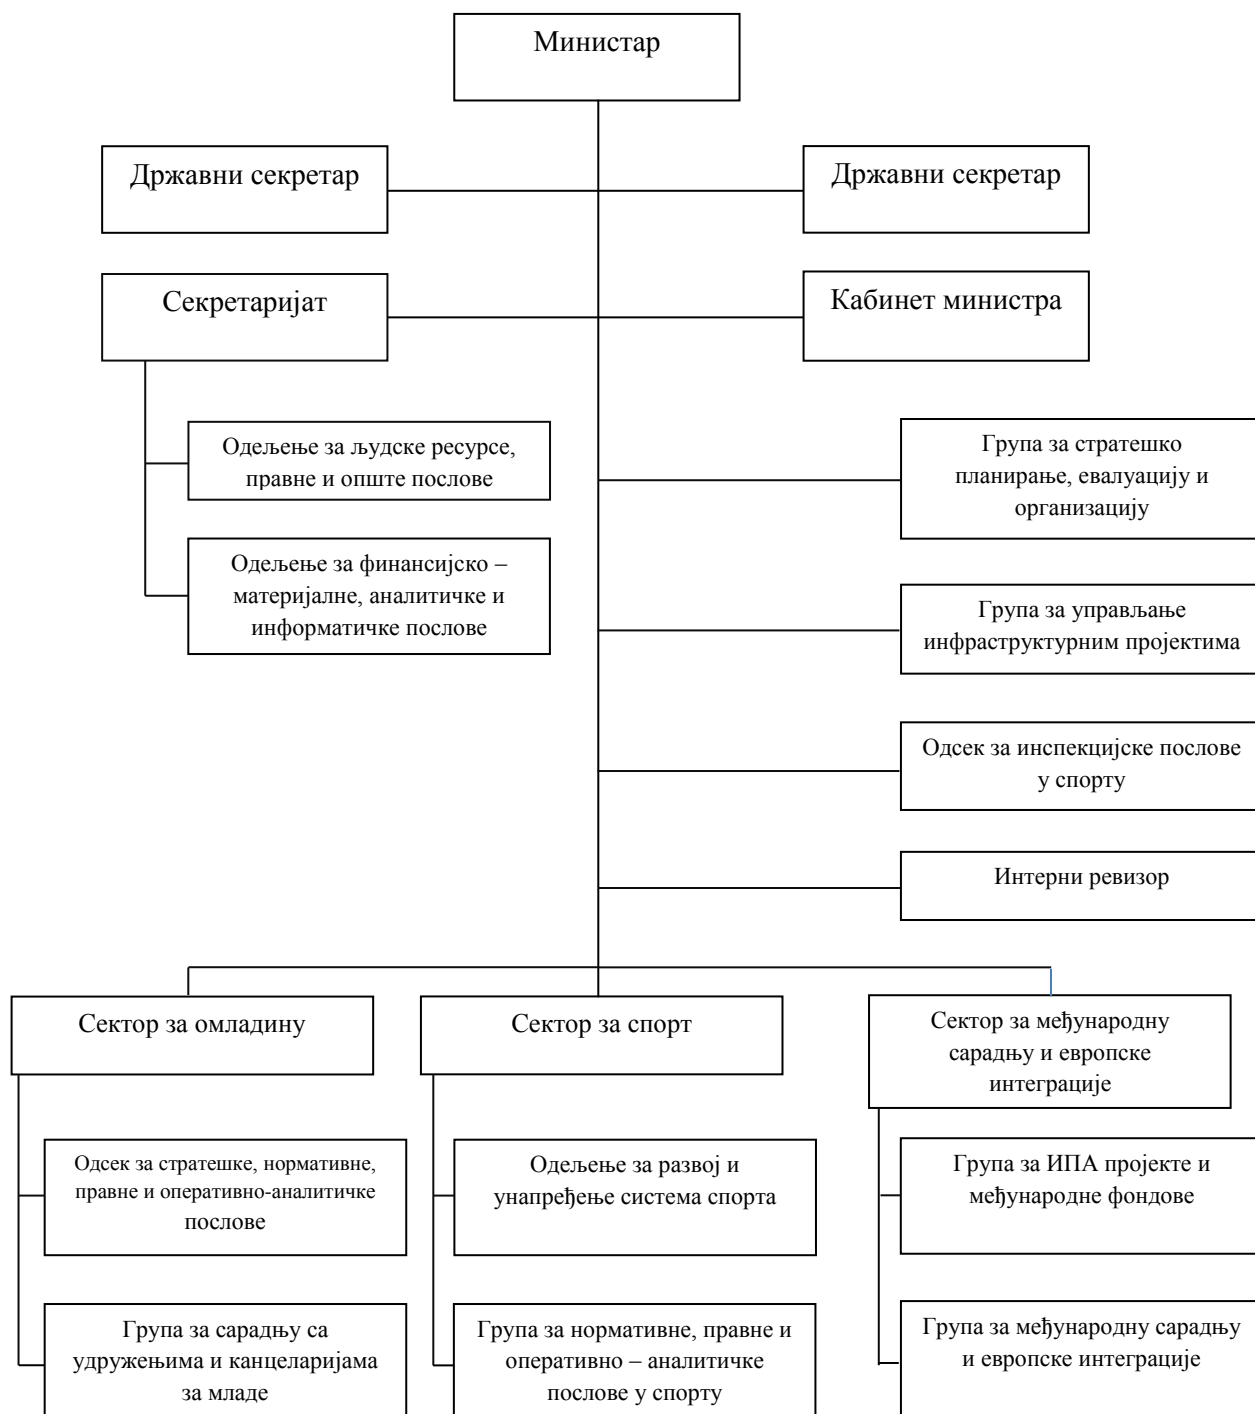 Министар
Државни секретар
Државни секретар
Секретаријат
Кабинет министра
Одељење за људске ресурсе,
правне и опште послове
Група за стратешко
планирање, евалуацију и
организацију
Одељење за финансијско –
материјалне, аналитичке и
информатичке послове
Група за управљање
инфраструктурним пројектима
Одсек за инспекцијске послове
у спорту
Интерни ревизор
Сектор за омладину
Сектор за спорт
Сектор за међународну
сарадњу и европске
интеграције
Одсек за стратешке, нормативне,
правне и оперативно-аналитичке
послове
Одељење за развој и
унапређење система спорта
Група за ИПА пројекте и
међународне фондове
Група за сарадњу са
удружењима и канцеларијама
за младе
Група за нормативне, правне и
оперативно – аналитичке
послове у спорту
Група за међународну сарадњу
и европске интеграције